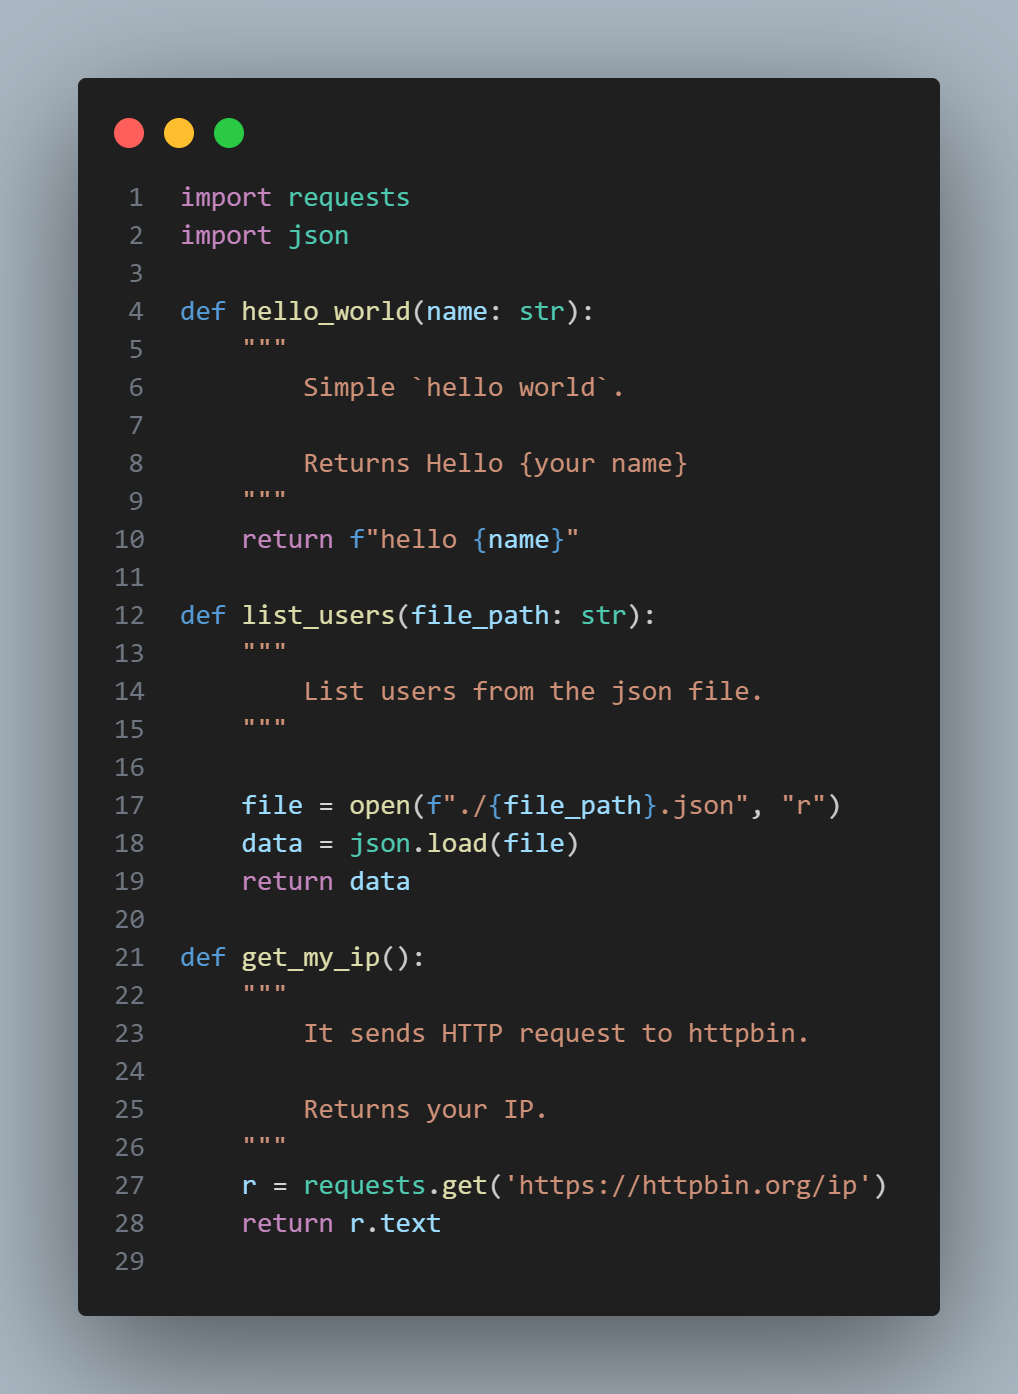 1 import requests
2 import json
3
4 def hello_world(name: str):
5     """
6         Simple `hello world`.
7
8         Returns Hello {your name}
9     """
10     return f"hello {name}"
11
12 def list_users(file_path: str):
13     """
14         List users from the json file.
15     """
16
17     file = open(f"./{file_path}.json", "r")
18     data = json.load(file)
19     return data
20
21 def get_my_ip():
22     """
23         It sends HTTP request to httpbin.
24
25         Returns your IP.
26     """
27     r = requests.get('https://httpbin.org/ip')
28     return r.text
29